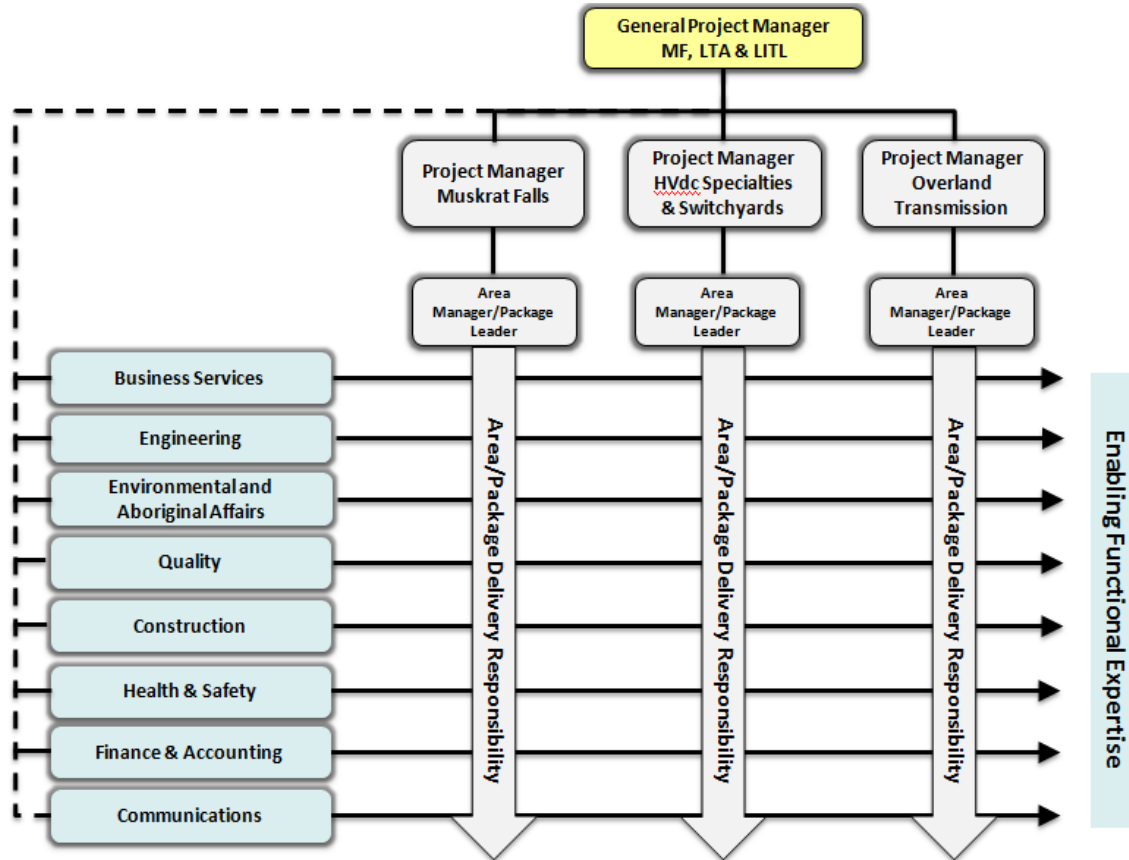 General Project Manager
MF, LTA & LITL
Project Manager
Muskrat Falls
Project Manager
HVdc Specialties
& Switchyards
Project Manager
Overland
Transmission
Area
Manager/Package
Leader
Area
Manager/Package
Leader
Area
Manager/Package
Leader
Business Services
Engineering
Environmental and
Aboriginal Affairs
Quality
Construction
Health & Safety
Finance & Accounting
Communications
Area/Package Delivery Responsibility
Area/Package Delivery Responsibility
Area/Package Delivery Responsibility
Enabling Functional Expertise